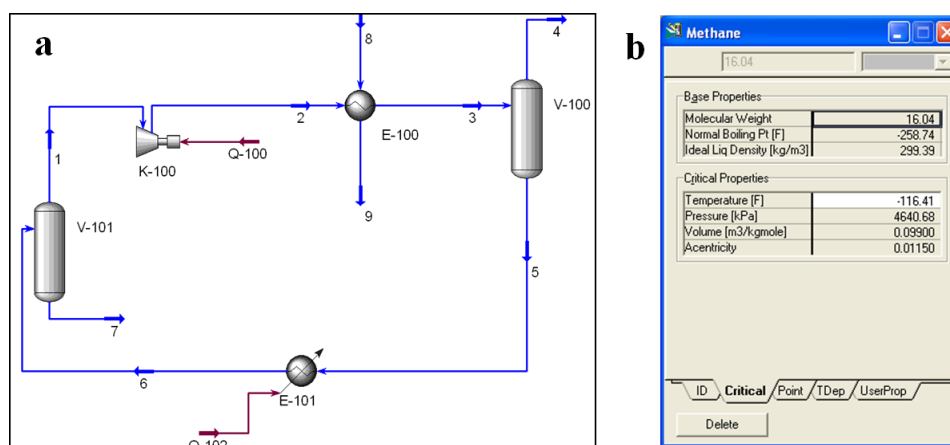 a
8
4
V-100
2
3
E-100
1
K-100
Q-100
V-101
9
5
7
6
E-101
b
Methane
16.04
Base Properties
Molecular Weight 16.04
Normal Boiling Pt [F] -258.74
Ideal Liq Density [kg/m3] 299.39
Critical Properties
Temperature [F] -116.41
Pressure [kPa] 4640.68
Volume [m3/kgmole] 0.09900
Acentricity 0.01150
ID Critical Point TDep UserProp
Delete